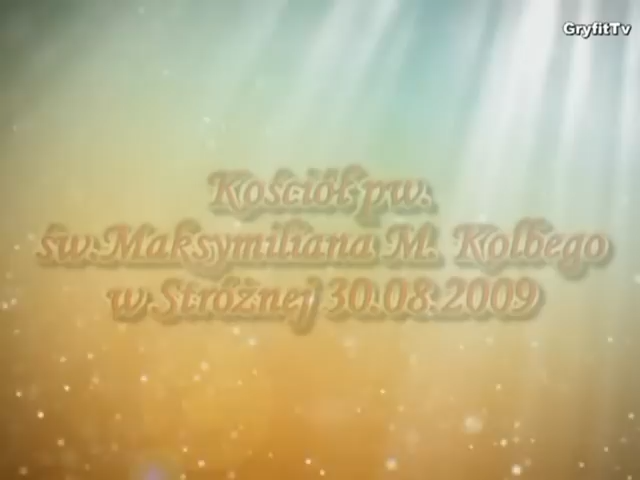 GryfitTv
Kościół pw.
św.Maksymiliana M. Kolbego
w Stróżnej 30.08.2009